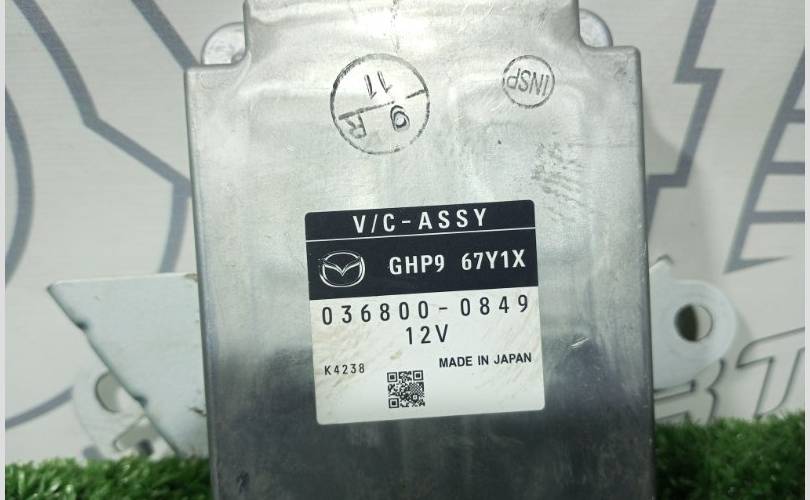 11
9 R
INSP
V/C-ASSY
GHP9 67Y1X
036800-0849
12V
K4238
MADE IN JAPAN